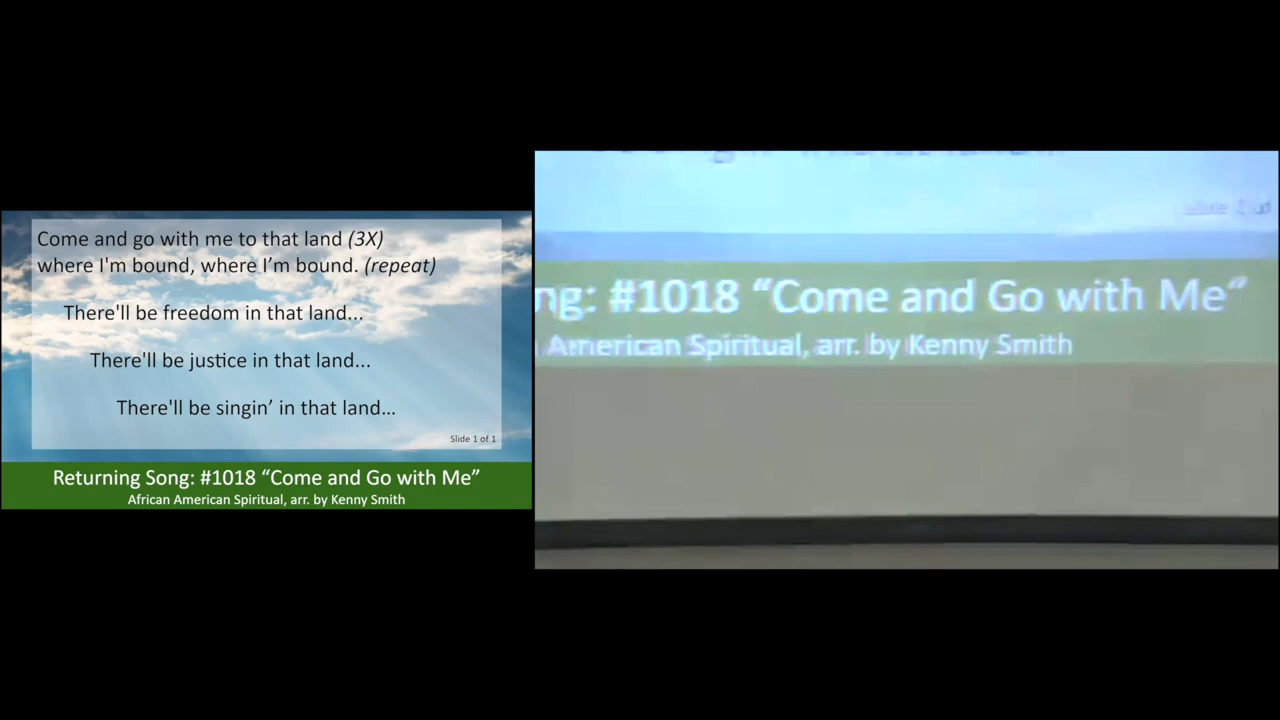 Come and go with me to that land (3X)
where I'm bound, where I’m bound. (repeat)
There'll be freedom in that land...
There'll be justice in that land...
There'll be singin’ in that land...
Slide 1 of 1
Returning Song: #1018 “Come and Go with Me”
African American Spiritual, arr. by Kenny Smith
ng: #1018 “Come and Go with Me”
American Spiritual, arr. by Kenny Smith